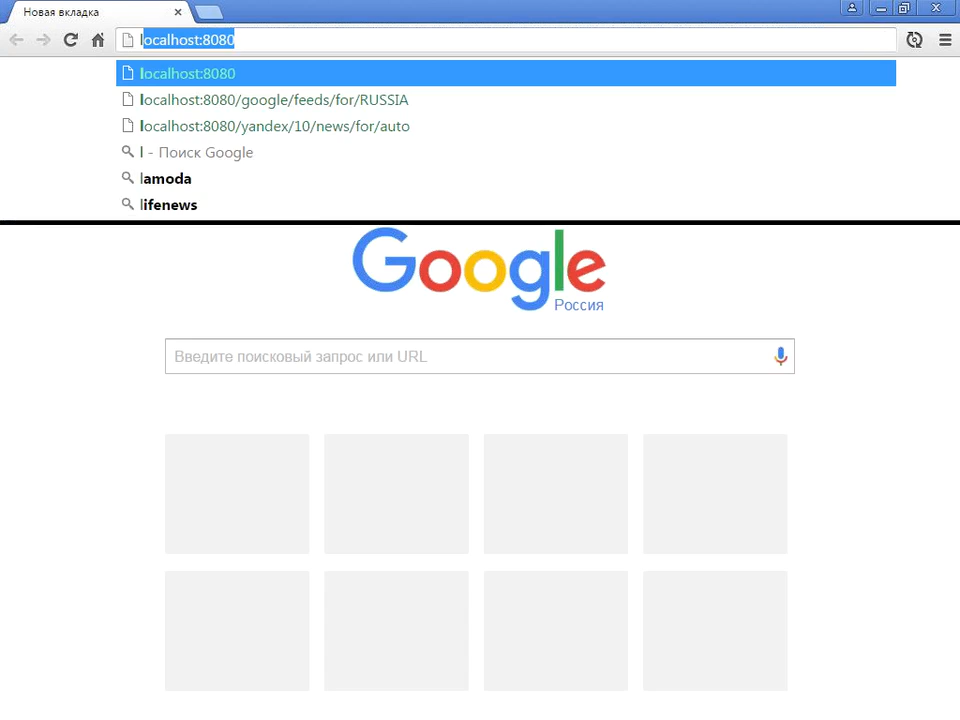 Новая вкладка
localhost:8080
localhost:8080
localhost:8080/google/feeds/for/RUSSIA
localhost:8080/yandex/10/news/for/auto
l - Поиск Google
lamoda
lifenews
Google
Россия
Введите поисковый запрос или URL